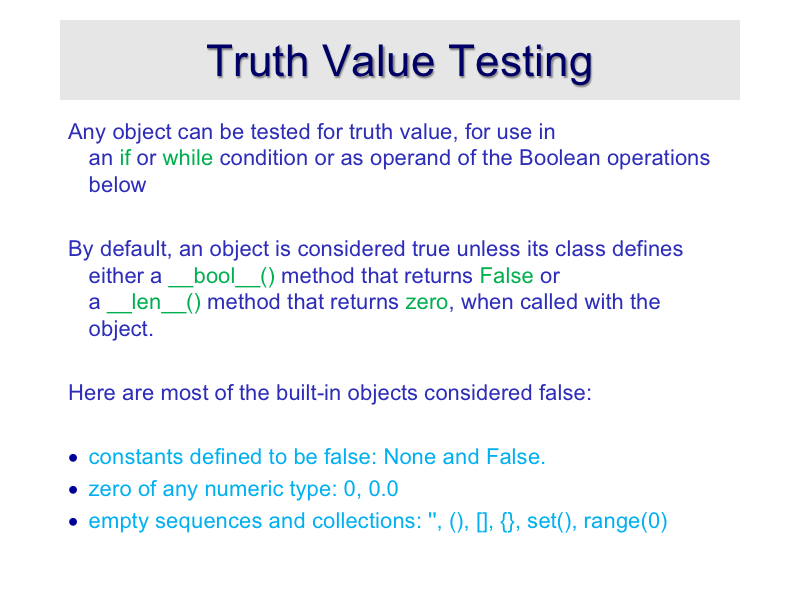 Truth Value Testing
Any object can be tested for truth value, for use in
an if or while condition or as operand of the Boolean operations
below
By default, an object is considered true unless its class defines
either a __bool__() method that returns False or
a __len__() method that returns zero, when called with the
object.
Here are most of the built-in objects considered false:
• constants defined to be false: None and False.
• zero of any numeric type: 0, 0.0
• empty sequences and collections: '', (), [], {}, set(), range(0)